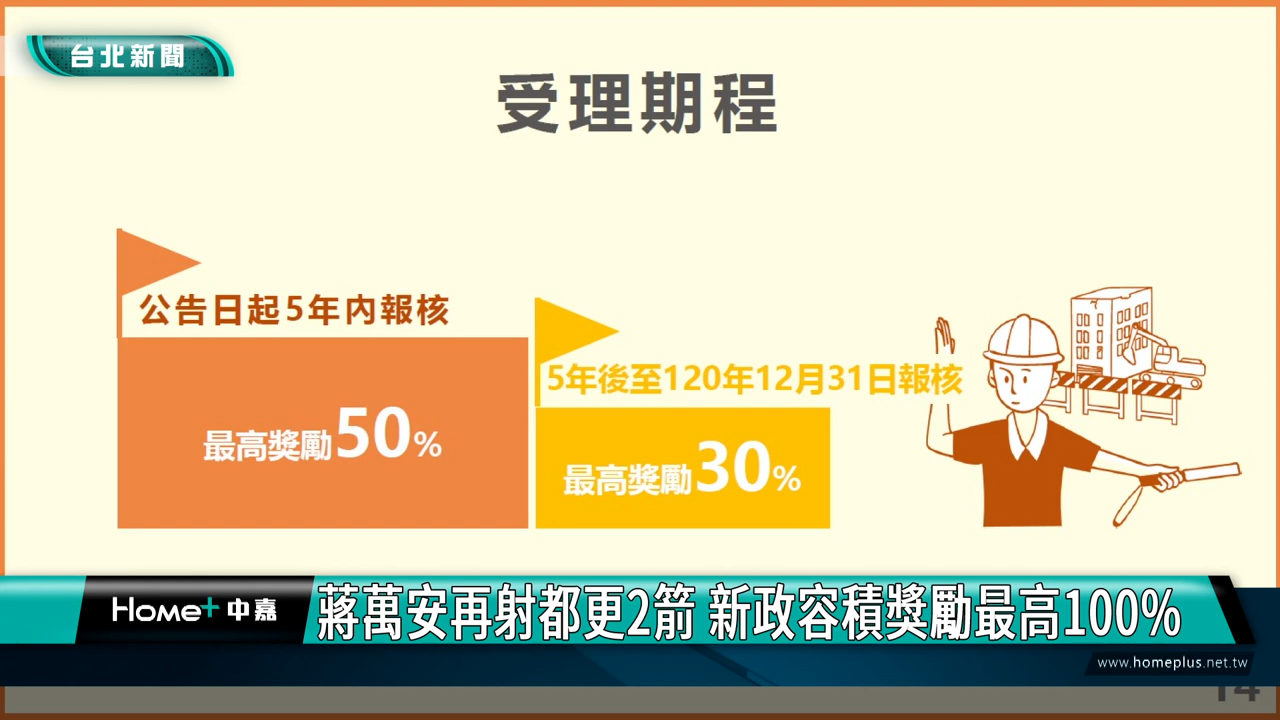 台北新聞
受理期程
公告日起5年內報核
最高獎勵50%
5年後至120年12月31日報核
最高獎勵30%
Home+中嘉
蔣萬安再射都更2箭 新政容積獎勵最高100%
www.homeplus.net.tw
14